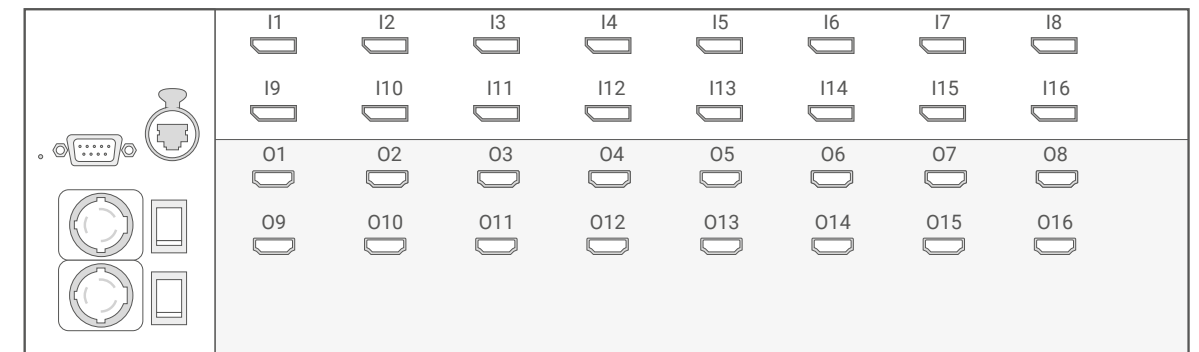 I1 I2 I3 I4 I5 I6 I7 I8
I9 I10 I11 I12 I13 I14 I15 I16
O1 O2 O3 O4 O5 O6 O7 O8
O9 O10 O11 O12 O13 O14 O15 O16